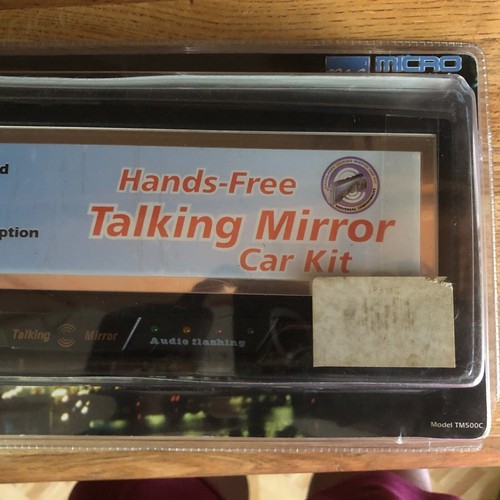 MICRO
d
Hands-Free
ption
Talking Mirror
Car Kit
Talking Mirror
Audio flashing
Model TM500C